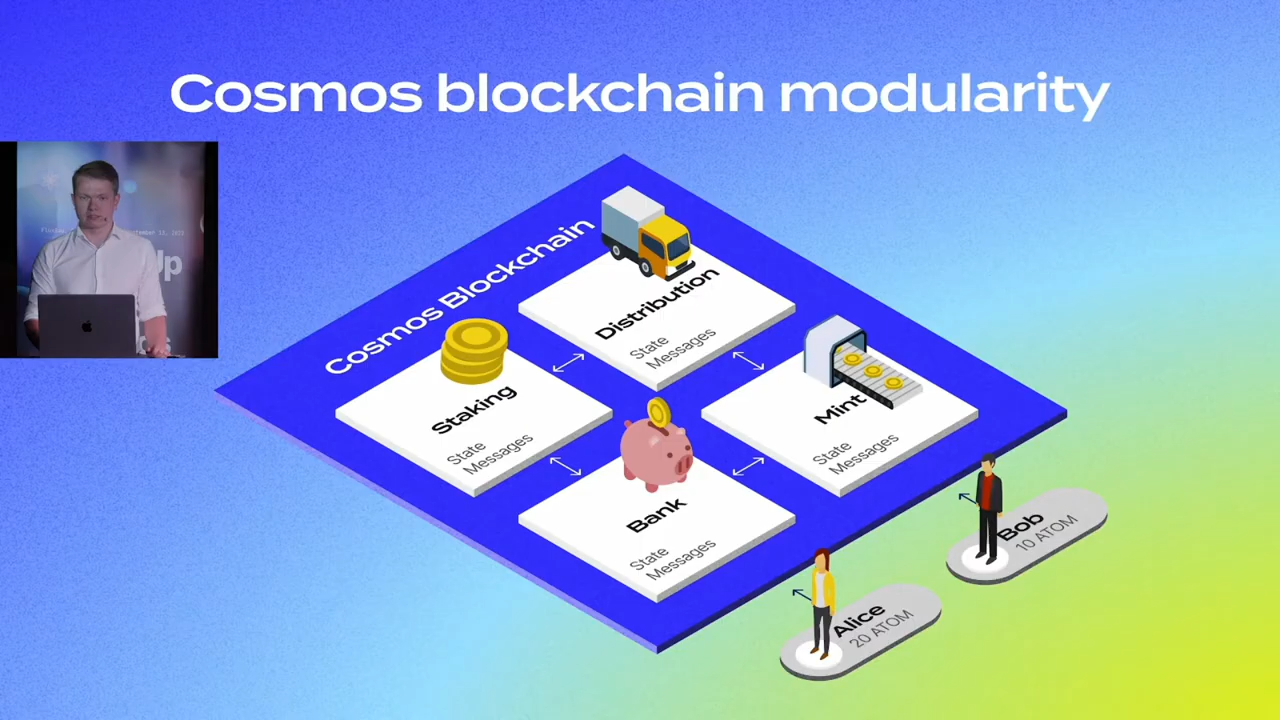 Cosmos blockchain modularity
Cosmos Blockchain
Distribution
State
Messages
Staking
State
Messages
Mint
State
Messages
Bank
State
Messages
Bob
10 ATOM
Alice
20 ATOM
Up